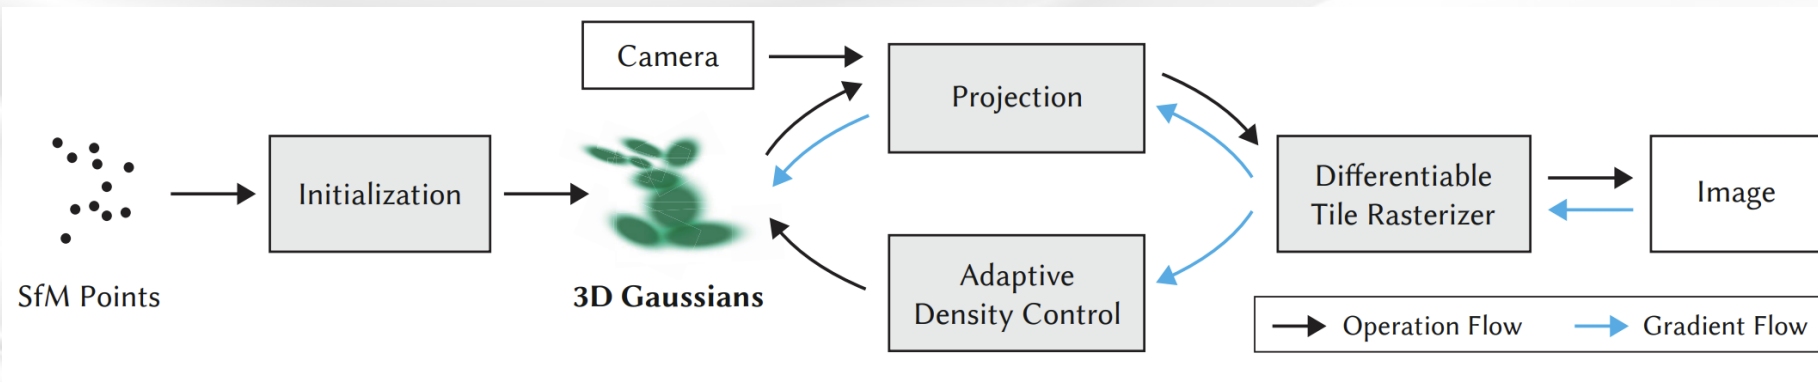 SfM Points
Initialization
Camera
3D Gaussians
Projection
Adaptive
Density Control
Differentiable
Tile Rasterizer
Image
Operation Flow
Gradient Flow